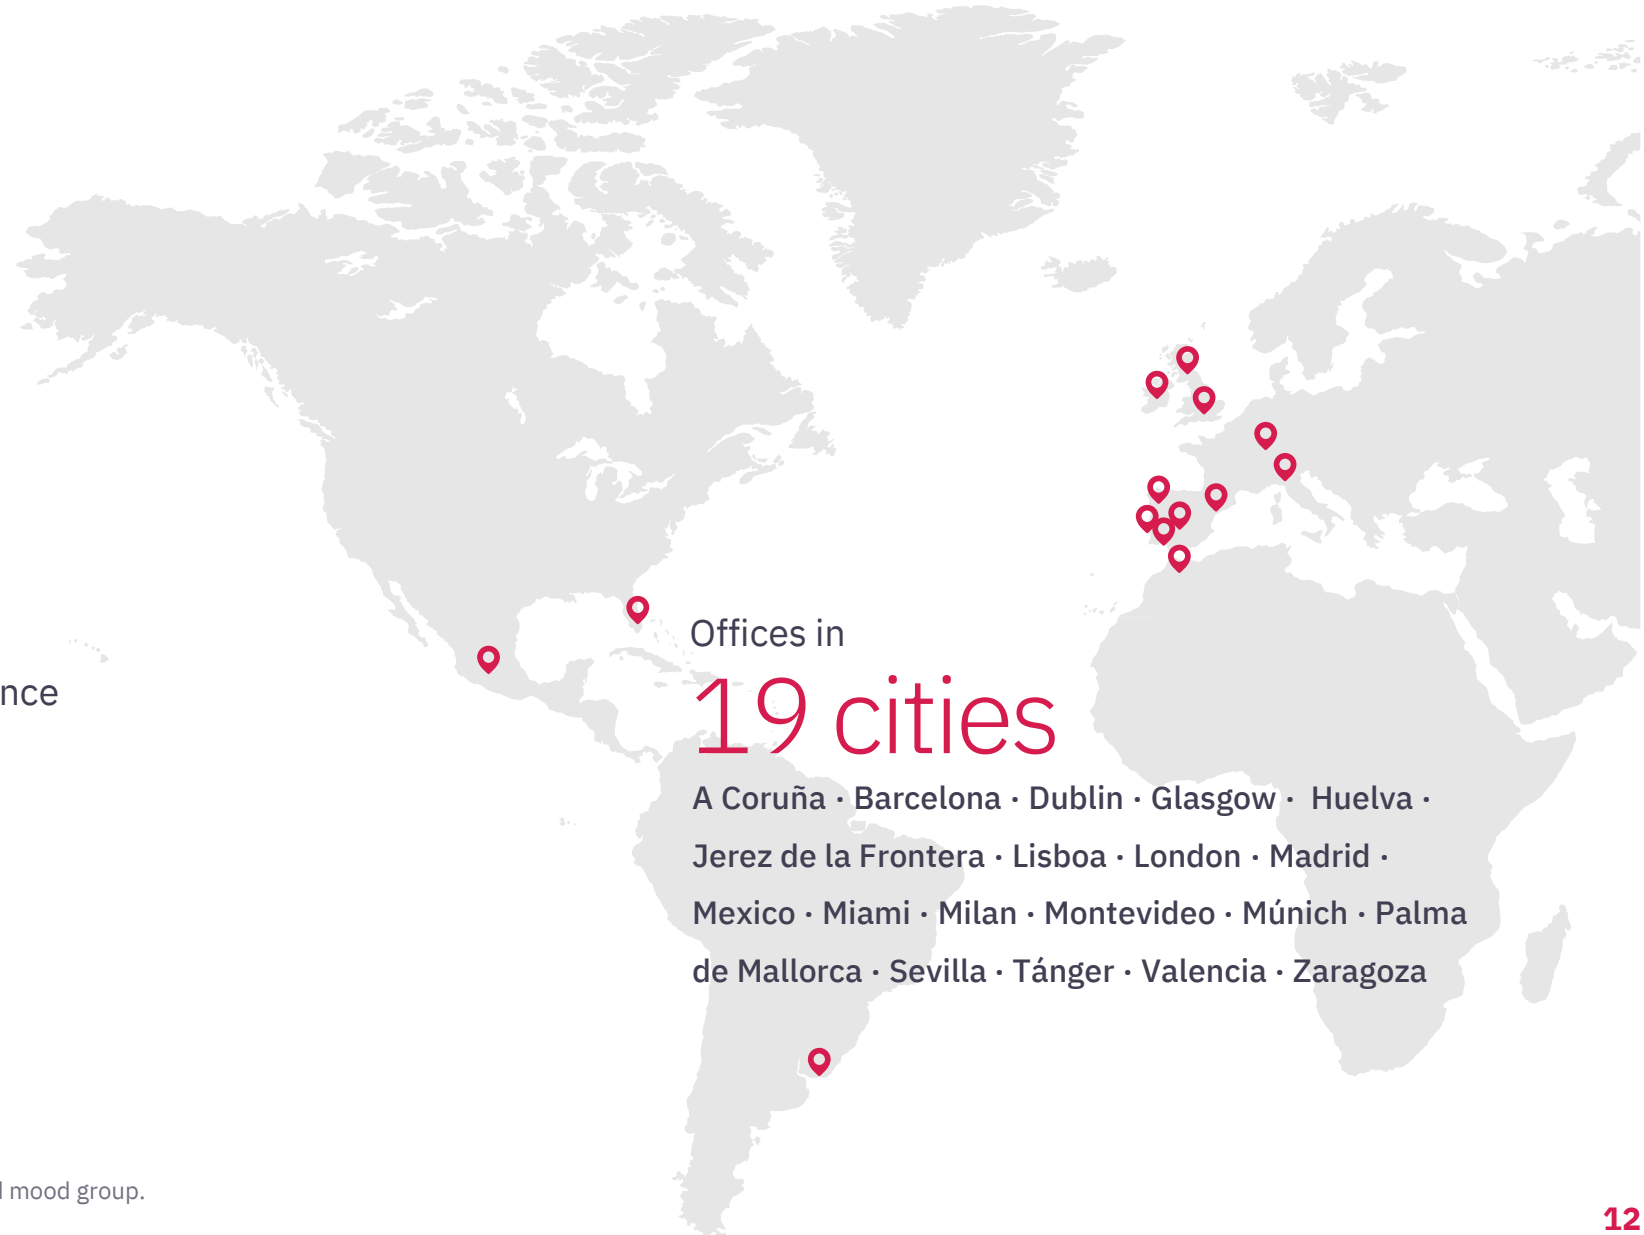 Offices in
19 cities
nce
A Coruña · Barcelona · Dublin · Glasgow · Huelva ·
Jerez de la Frontera · Lisboa · London · Madrid ·
Mexico · Miami · Milan · Montevideo · Múnich · Palma
de Mallorca · Sevilla · Tánger · Valencia · Zaragoza
mood group.
12